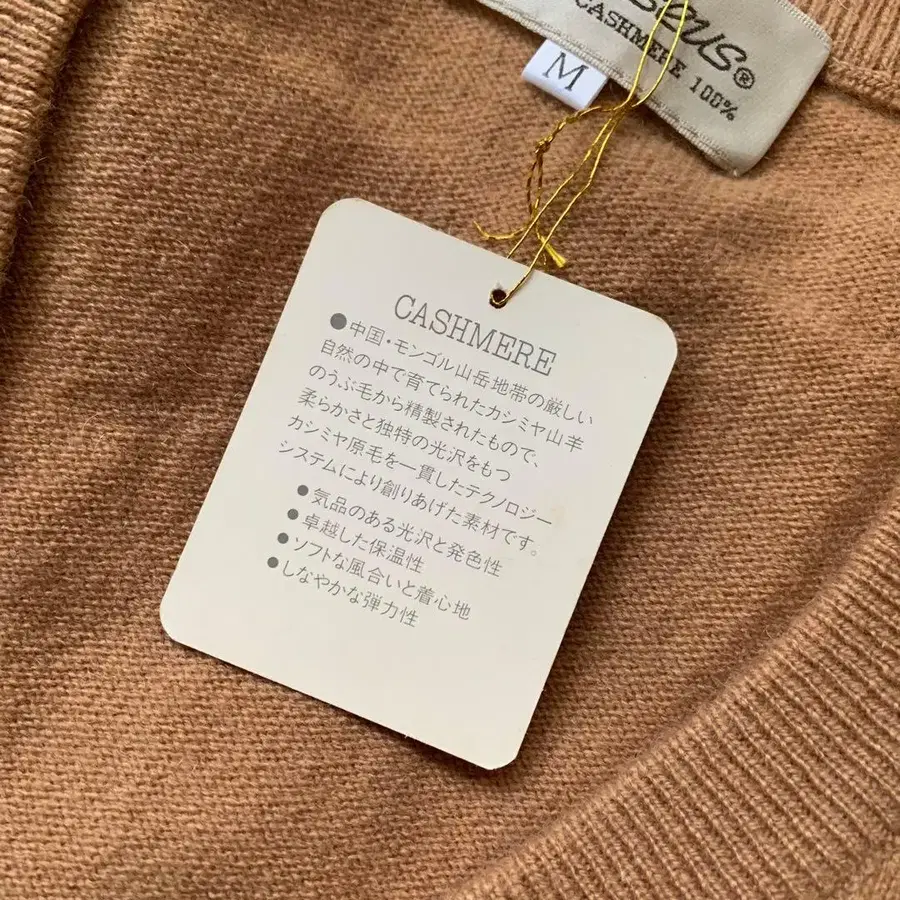 CASHMERE 100%
M
CASHMERE
●中国・モンゴル山岳地帯の厳しい
自然の中で育てられたカシミヤ山羊
のうぶ毛から精製されたもので、
柔らかさと独特の光沢をもつ
カシミヤ原毛を一貫したテクノロジー
システムにより創りあげた素材です。
●気品のある光沢と発色性
●卓越した保温性
●ソフトな風合いと着心地
●しなやかな弾力性